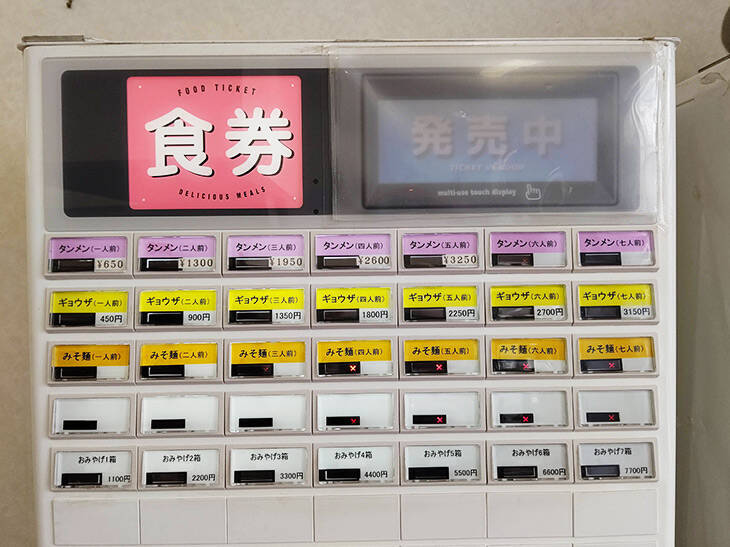 FOOD TICKET
食券
DELICIOUS MEALS
発売中
TICKET VENDOR
multi-use touch display
タンメン(一人前) タンメン(二人前) タンメン(三人前) タンメン(四人前) タンメン(五人前) タンメン(六人前) タンメン(七人前)
¥650 ¥1300 ¥1950 ¥2600 ¥3250
ギョウザ(一人前) ギョウザ(二人前) ギョウザ(三人前) ギョウザ(四人前) ギョウザ(五人前) ギョウザ(六人前) ギョウザ(七人前)
450円 900円 1350円 1800円 2250円 2700円 3150円
みそ麺(一人前) みそ麺(二人前) みそ麺(三人前) みそ麺(四人前) みそ麺(五人前) みそ麺(六人前) みそ麺(七人前)
おみやげ1箱 おみやげ2箱 おみやげ3箱 おみやげ4箱 おみやげ5箱 おみやげ6箱 おみやげ7箱
1100円 2200円 3300円 4400円 5500円 6600円 7700円